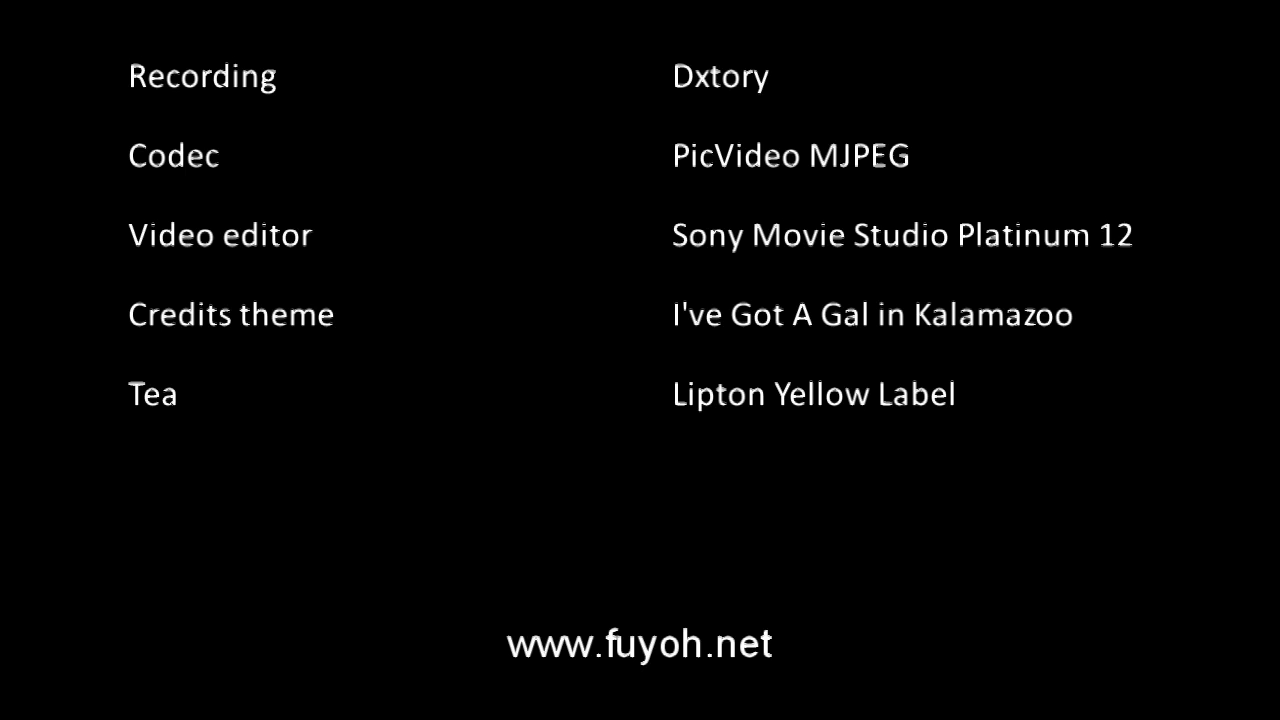 Recording Dxtory
Codec PicVideo MJPEG
Video editor Sony Movie Studio Platinum 12
Credits theme I've Got A Gal in Kalamazoo
Tea Lipton Yellow Label
www.fuyoh.net